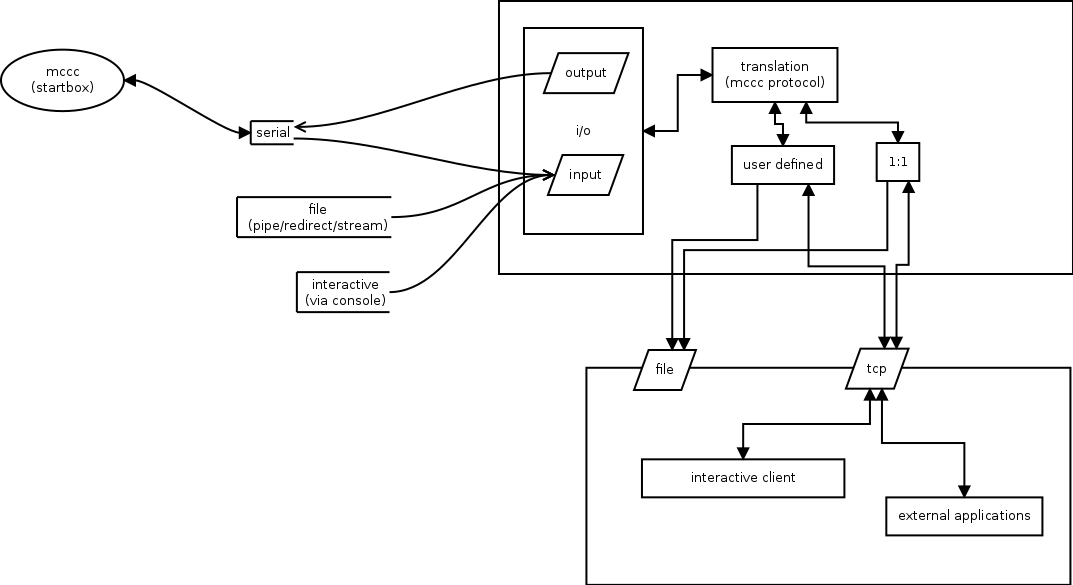 mccc
(startbox)
serial
file
(pipe/redirect/stream)
interactive
(via console)
output
i/o
input
translation
(mccc protocol)
user defined
1:1
file
tcp
interactive client
external applications